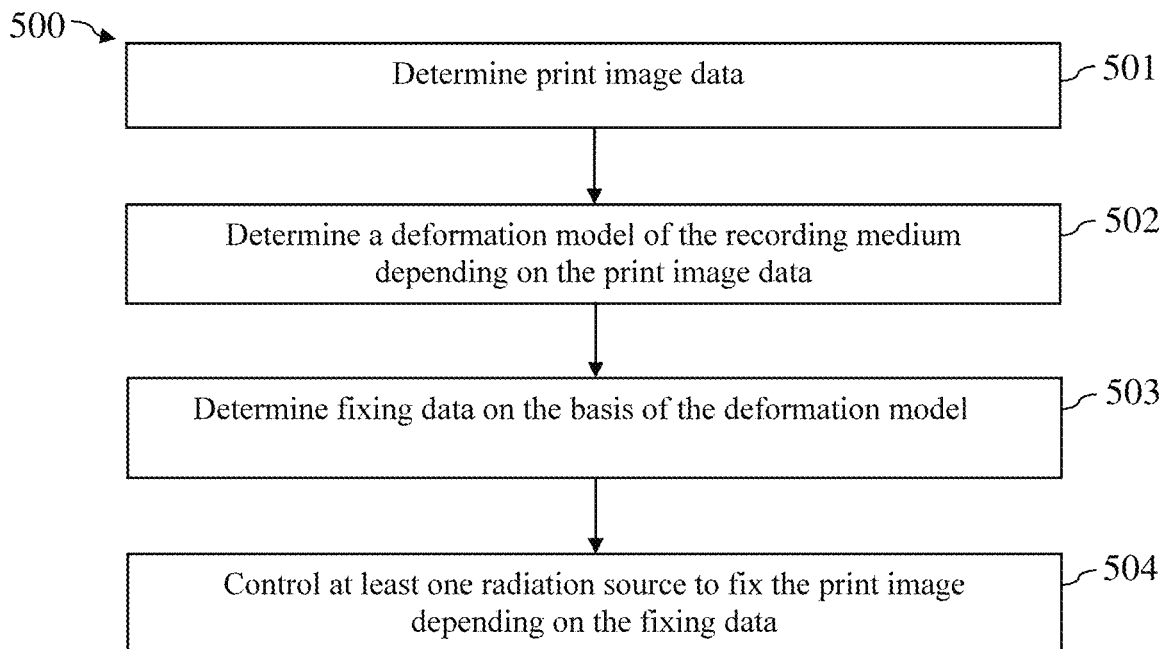 500
Determine print image data
501
Determine a deformation model of the recording medium
depending on the print image data
502
Determine fixing data on the basis of the deformation model
503
Control at least one radiation source to fix the print image
depending on the fixing data
504